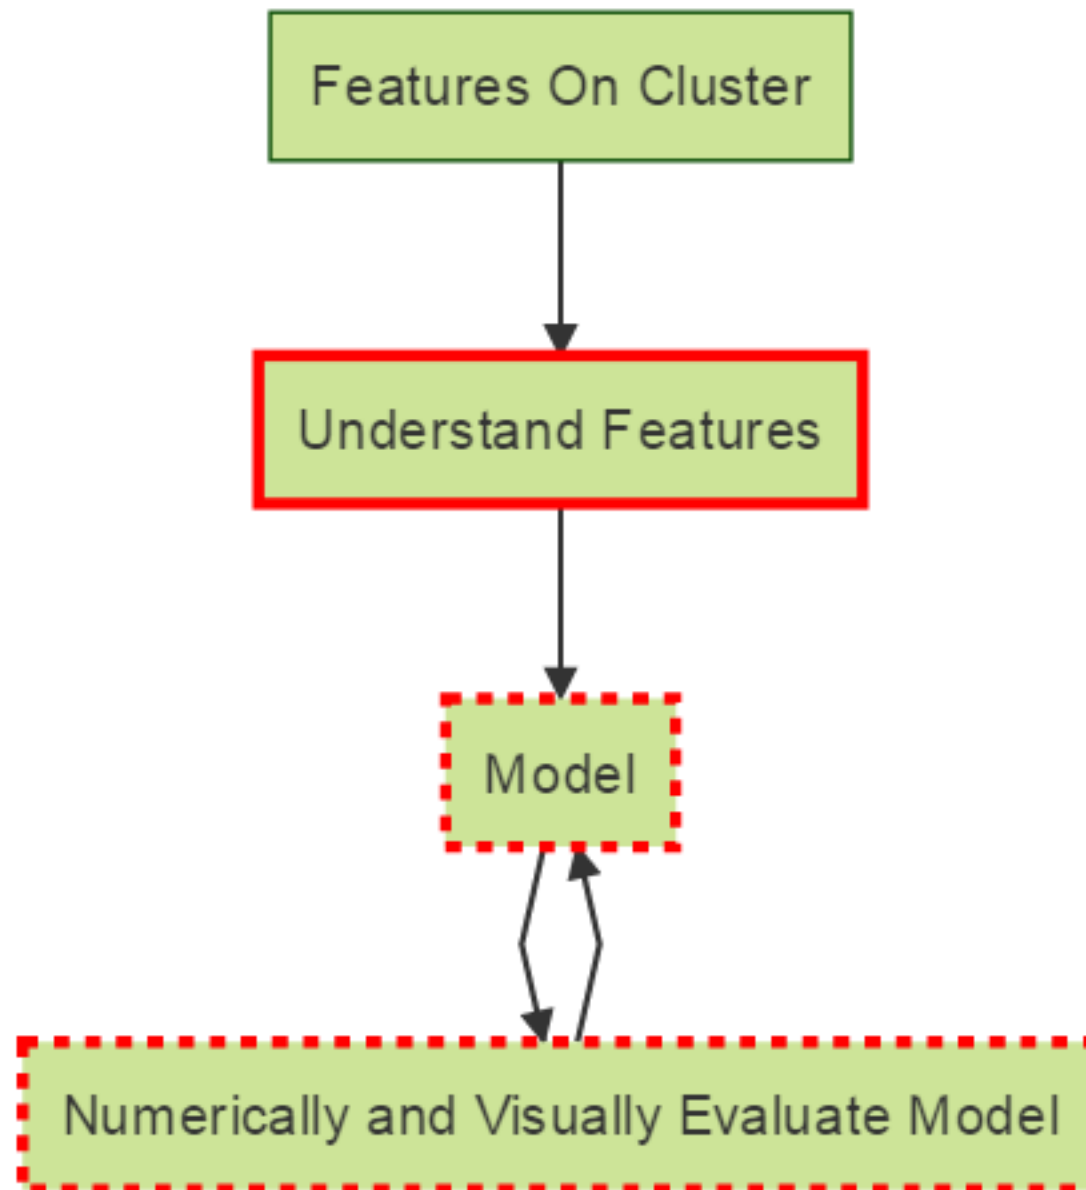 Features On Cluster
Understand Features
Model
Numerically and Visually Evaluate Model